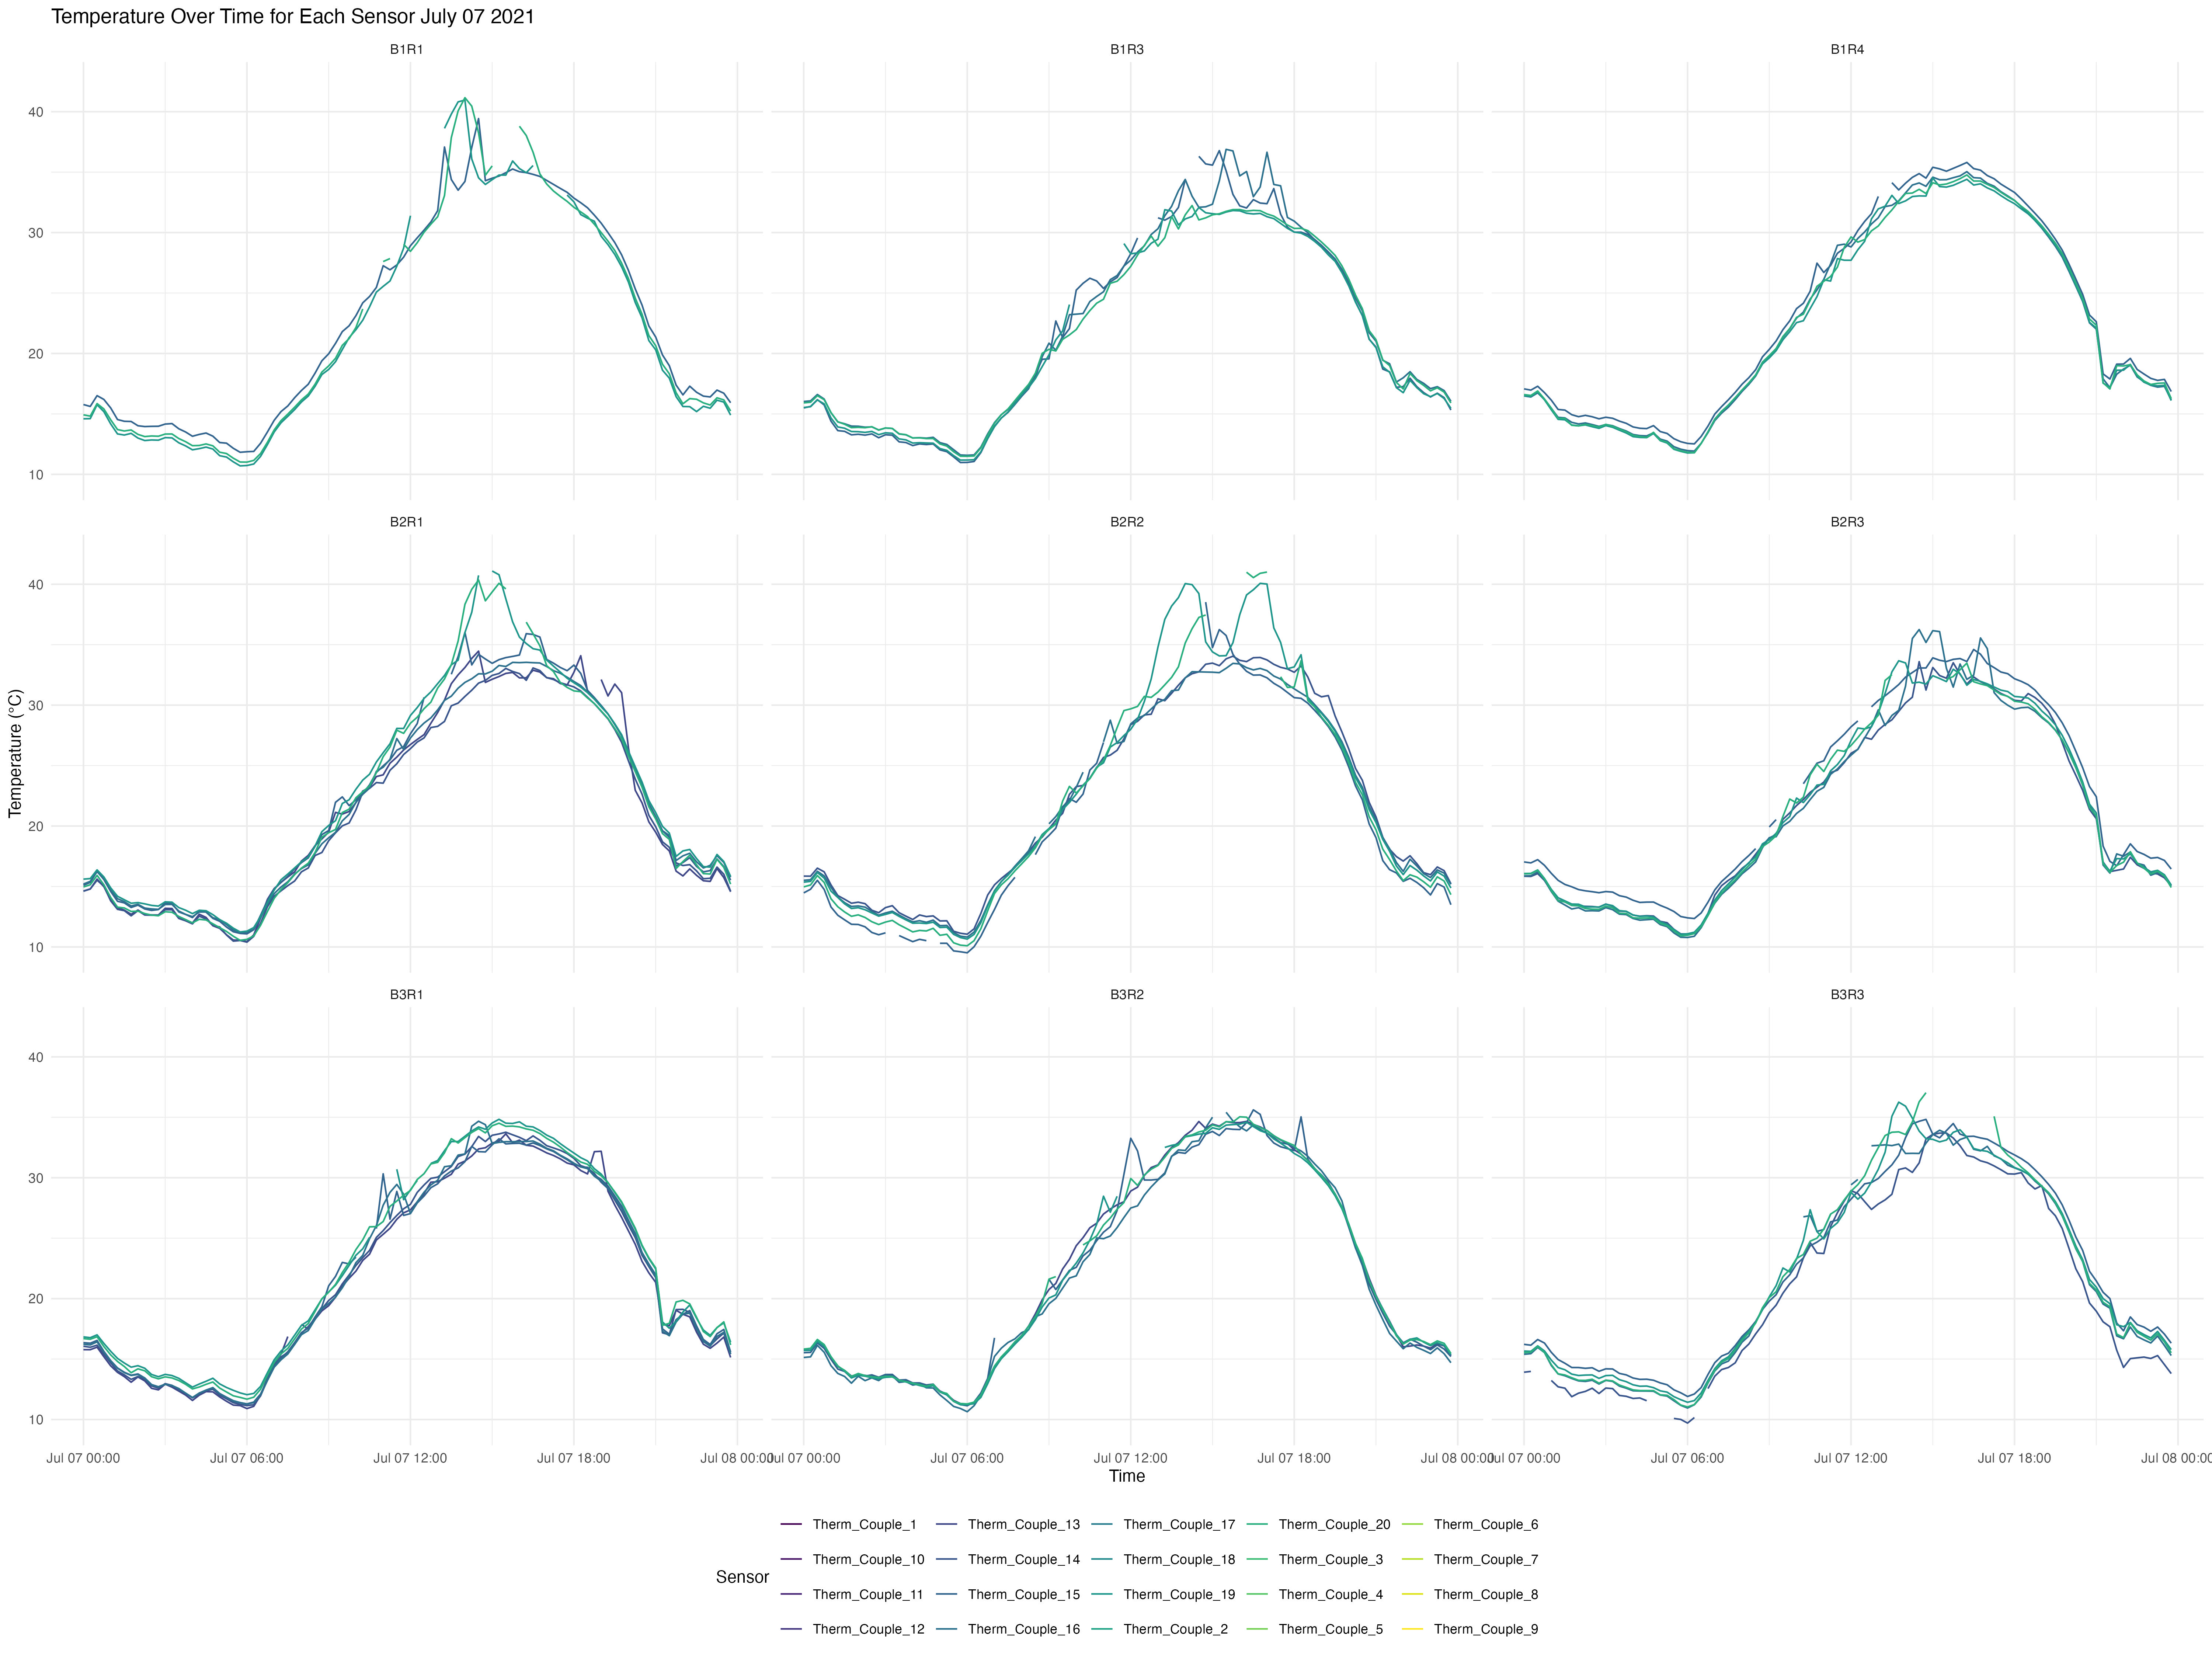 Temperature Over Time for Each Sensor July 07 2021
B1R1 B1R3 B1R4
40
30
20
10
B2R1 B2R2 B2R3
40
30
20
10
Temperature (°C)
B3R1 B3R2 B3R3
40
30
20
10
Jul 07 00:00 Jul 07 06:00 Jul 07 12:00 Jul 07 18:00 Jul 08 00:00 Jul 07 00:00 Jul 07 06:00 Jul 07 12:00 Jul 07 18:00 Jul 08 00:00 Jul 07 00:00 Jul 07 06:00 Jul 07 12:00 Jul 07 18:00 Jul 08 00:00
Time
Sensor
Therm_Couple_1 Therm_Couple_13 Therm_Couple_17 Therm_Couple_20 Therm_Couple_6
Therm_Couple_10 Therm_Couple_14 Therm_Couple_18 Therm_Couple_3 Therm_Couple_7
Therm_Couple_11 Therm_Couple_15 Therm_Couple_19 Therm_Couple_4 Therm_Couple_8
Therm_Couple_12 Therm_Couple_16 Therm_Couple_2 Therm_Couple_5 Therm_Couple_9